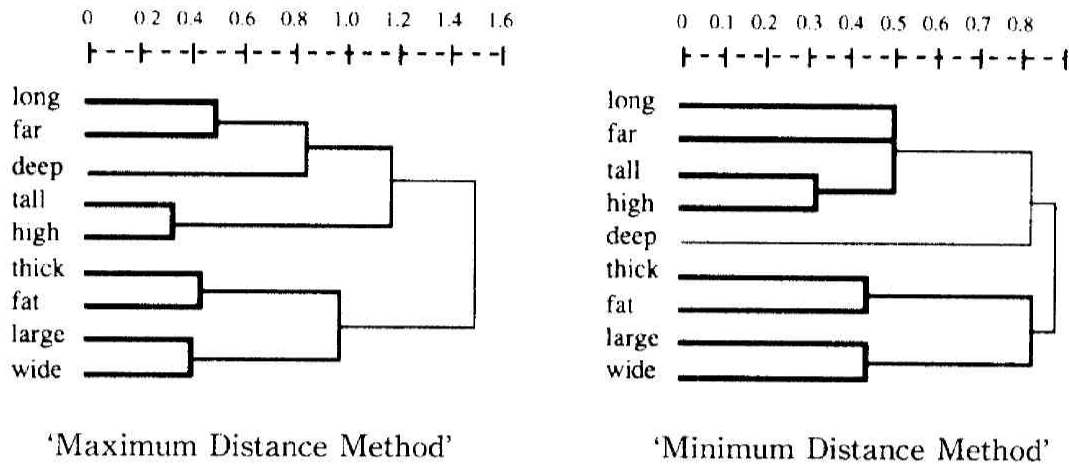 0 0.2 0.4 0.6 0.8 1.0 1.2 1.4 1.6
long
far
deep
tall
high
thick
fat
large
wide
'Maximum Distance Method'
0 0.1 0.2 0.3 0.4 0.5 0.6 0.7 0.8
long
far
tall
high
deep
thick
fat
large
wide
'Minimum Distance Method'